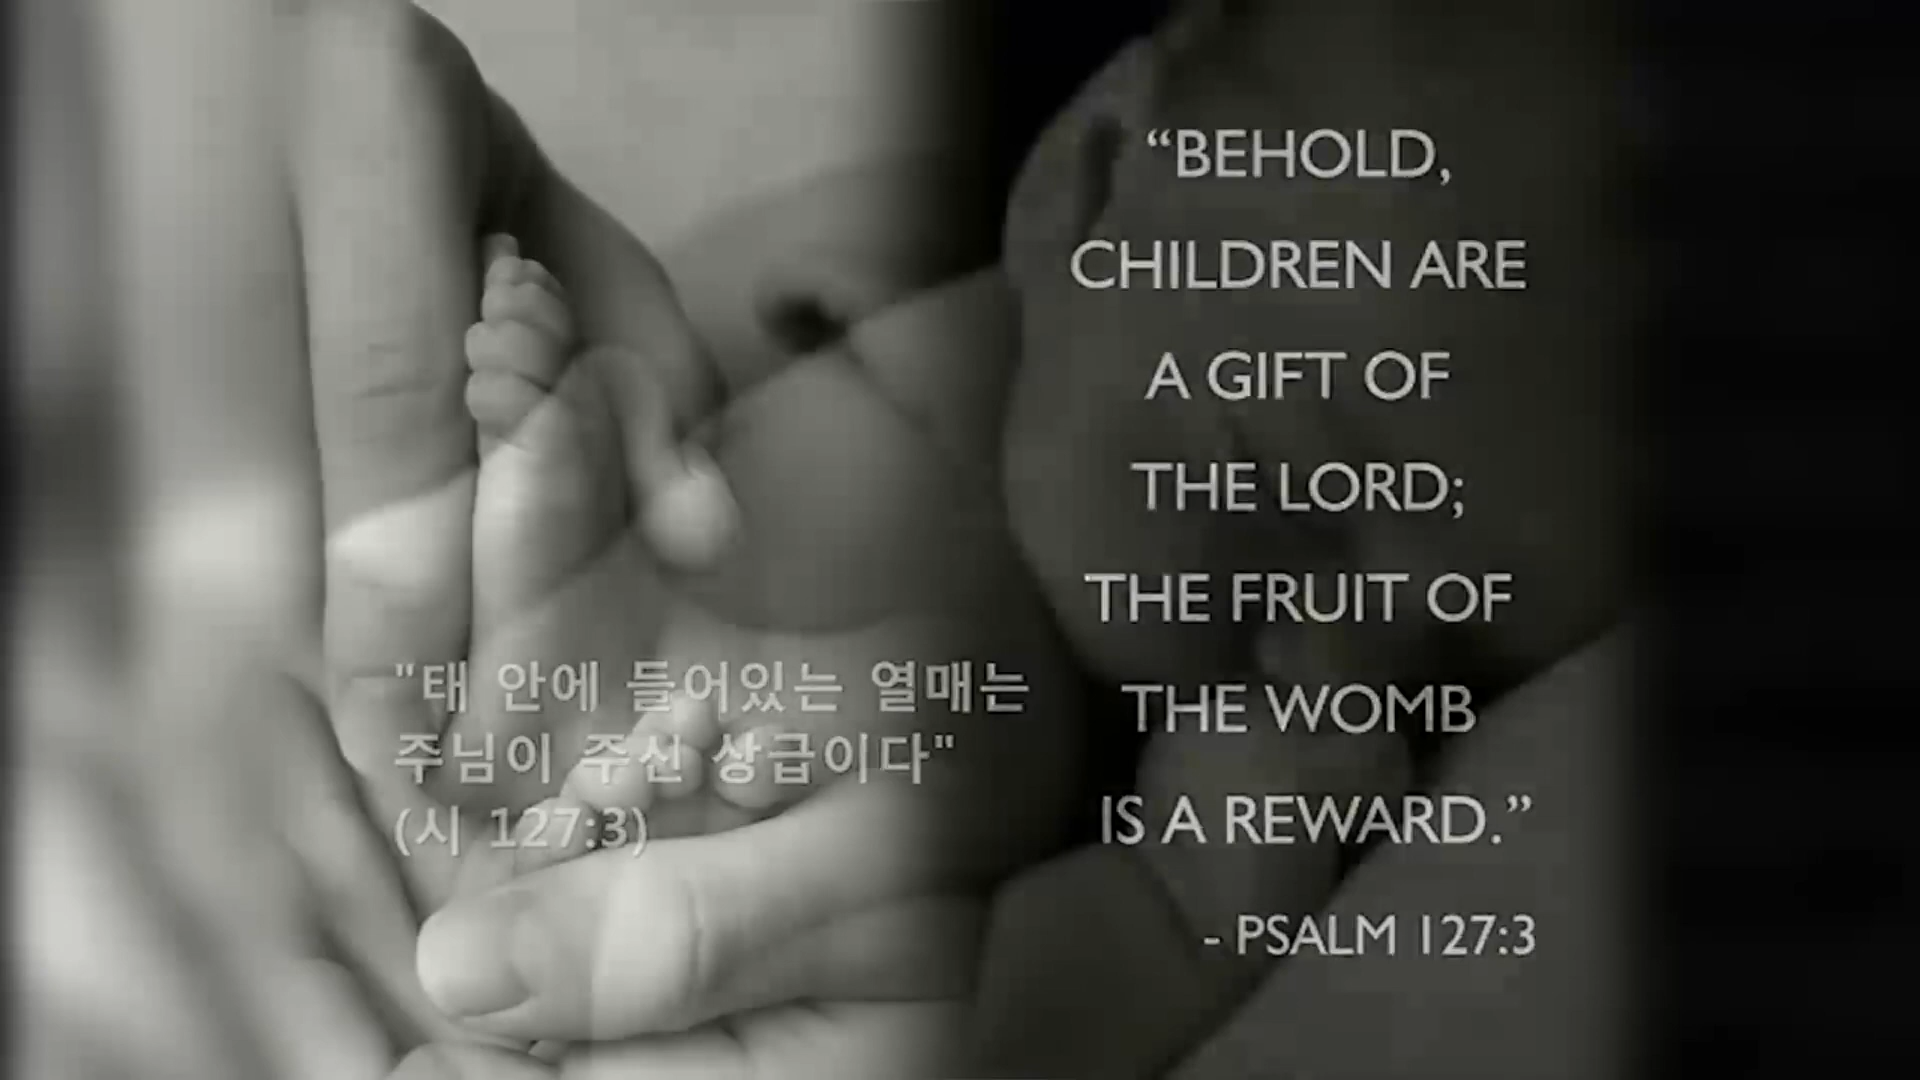 "태 안에 들어있는 열매는
주님이 주신 상급이다"
(시 127:3)
“BEHOLD,
CHILDREN ARE
A GIFT OF
THE LORD;
THE FRUIT OF
THE WOMB
IS A REWARD.”
- PSALM 127:3